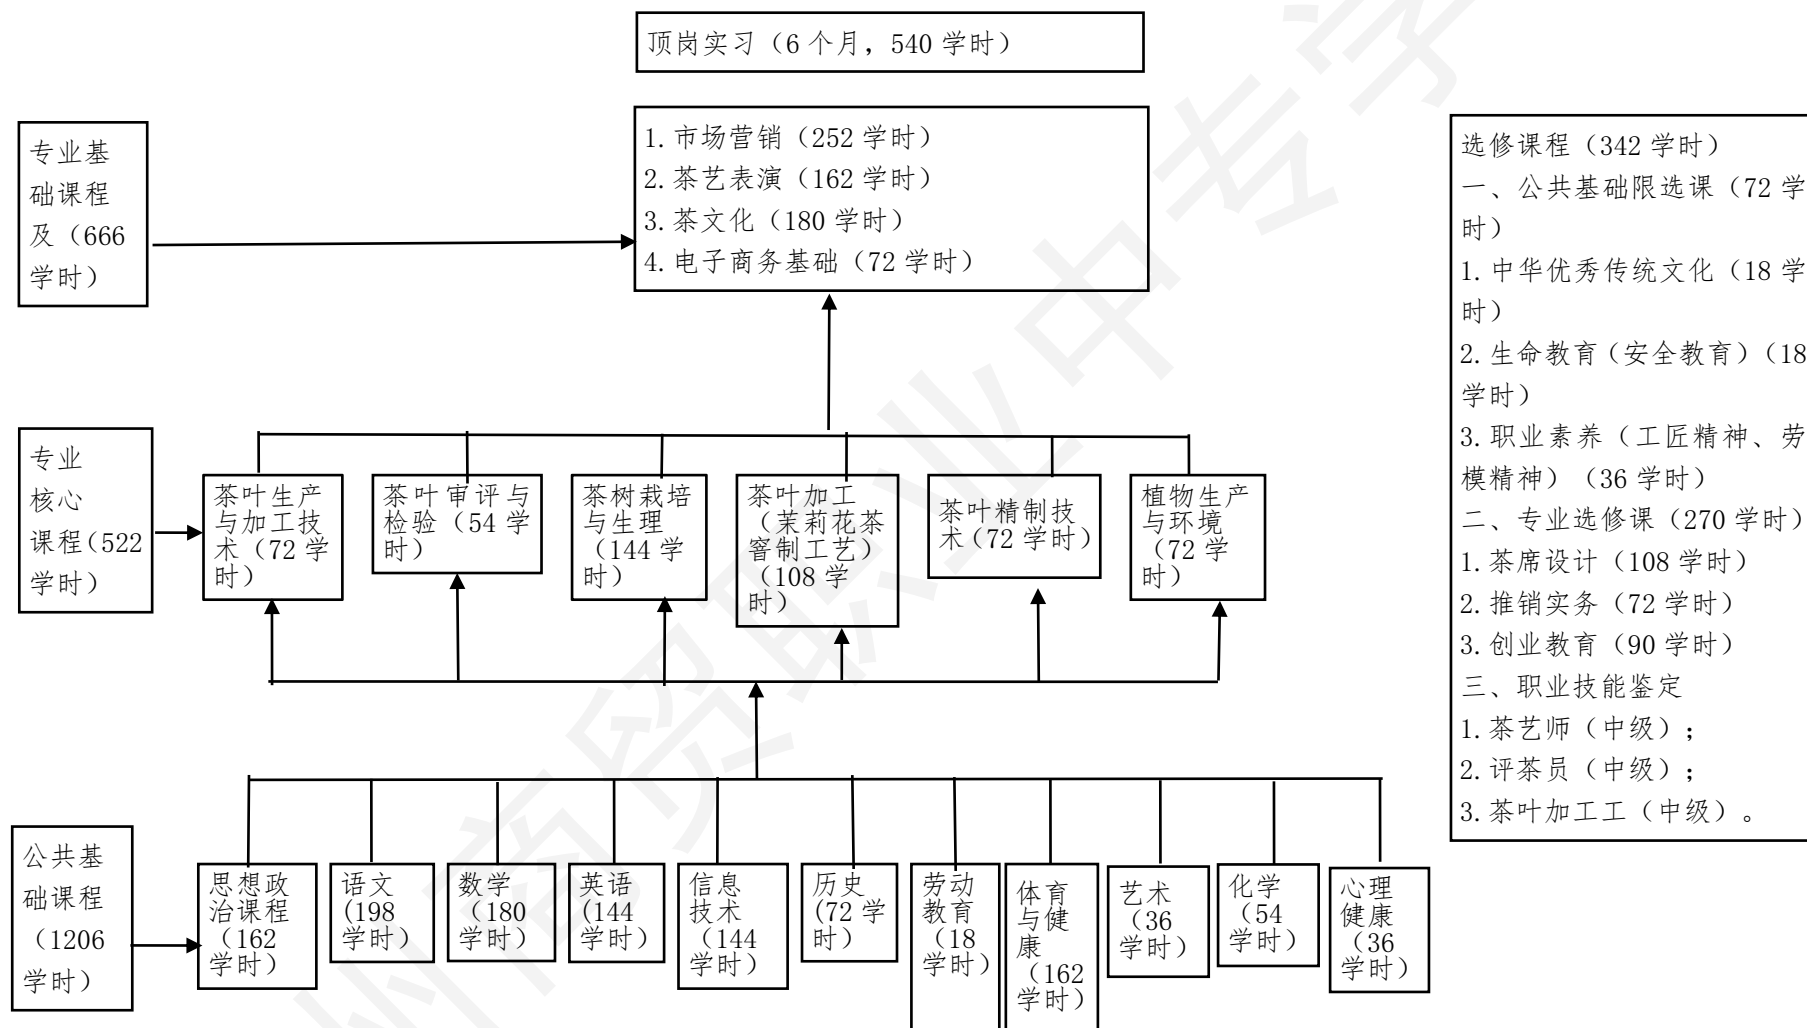 顶岗实习（6个月，540学时）
专业基
础课程
及（666
学时）
1.市场营销（252学时）
2.茶艺表演（162学时）
3.茶文化（180学时）
4.电子商务基础（72学时）
选修课程（342学时）
一、公共基础限选课（72学
时）
1.中华优秀传统文化（18学
时）
2.生命教育（安全教育）（18
学时）
3.职业素养（工匠精神、劳
模精神）（36学时）
二、专业选修课（270学时）
1.茶席设计（108学时）
2.推销实务（72学时）
3.创业教育（90学时）
三、职业技能鉴定
1.茶艺师（中级）；
2.评茶员（中级）；
3.茶叶加工工（中级）。
专业
核心
课程（522
学时）
茶叶生产
与加工技
术（72学
时）
茶叶审评与
检验（54学
时）
茶树栽培
与生理
（144学
时）
茶叶加工
（茉莉花茶
窨制工艺）
（108学
时）
茶叶精制技
术（72学时）
植物生产
与环境
（72学
时）
公共基
础课程
（1206
学时）
思想政
治课程
（162
学时）
语文
（198
学时）
数学
（180
学时）
英语
（144
学时）
信息
技术
（144
学时）
历史
（72学
时）
劳动
教育
（18
学时）
体育
与健
康
（162
学时）
艺术
（36
学时）
化学
（54
学时）
心理
健康
（36
学时）
州商贸职业中专学